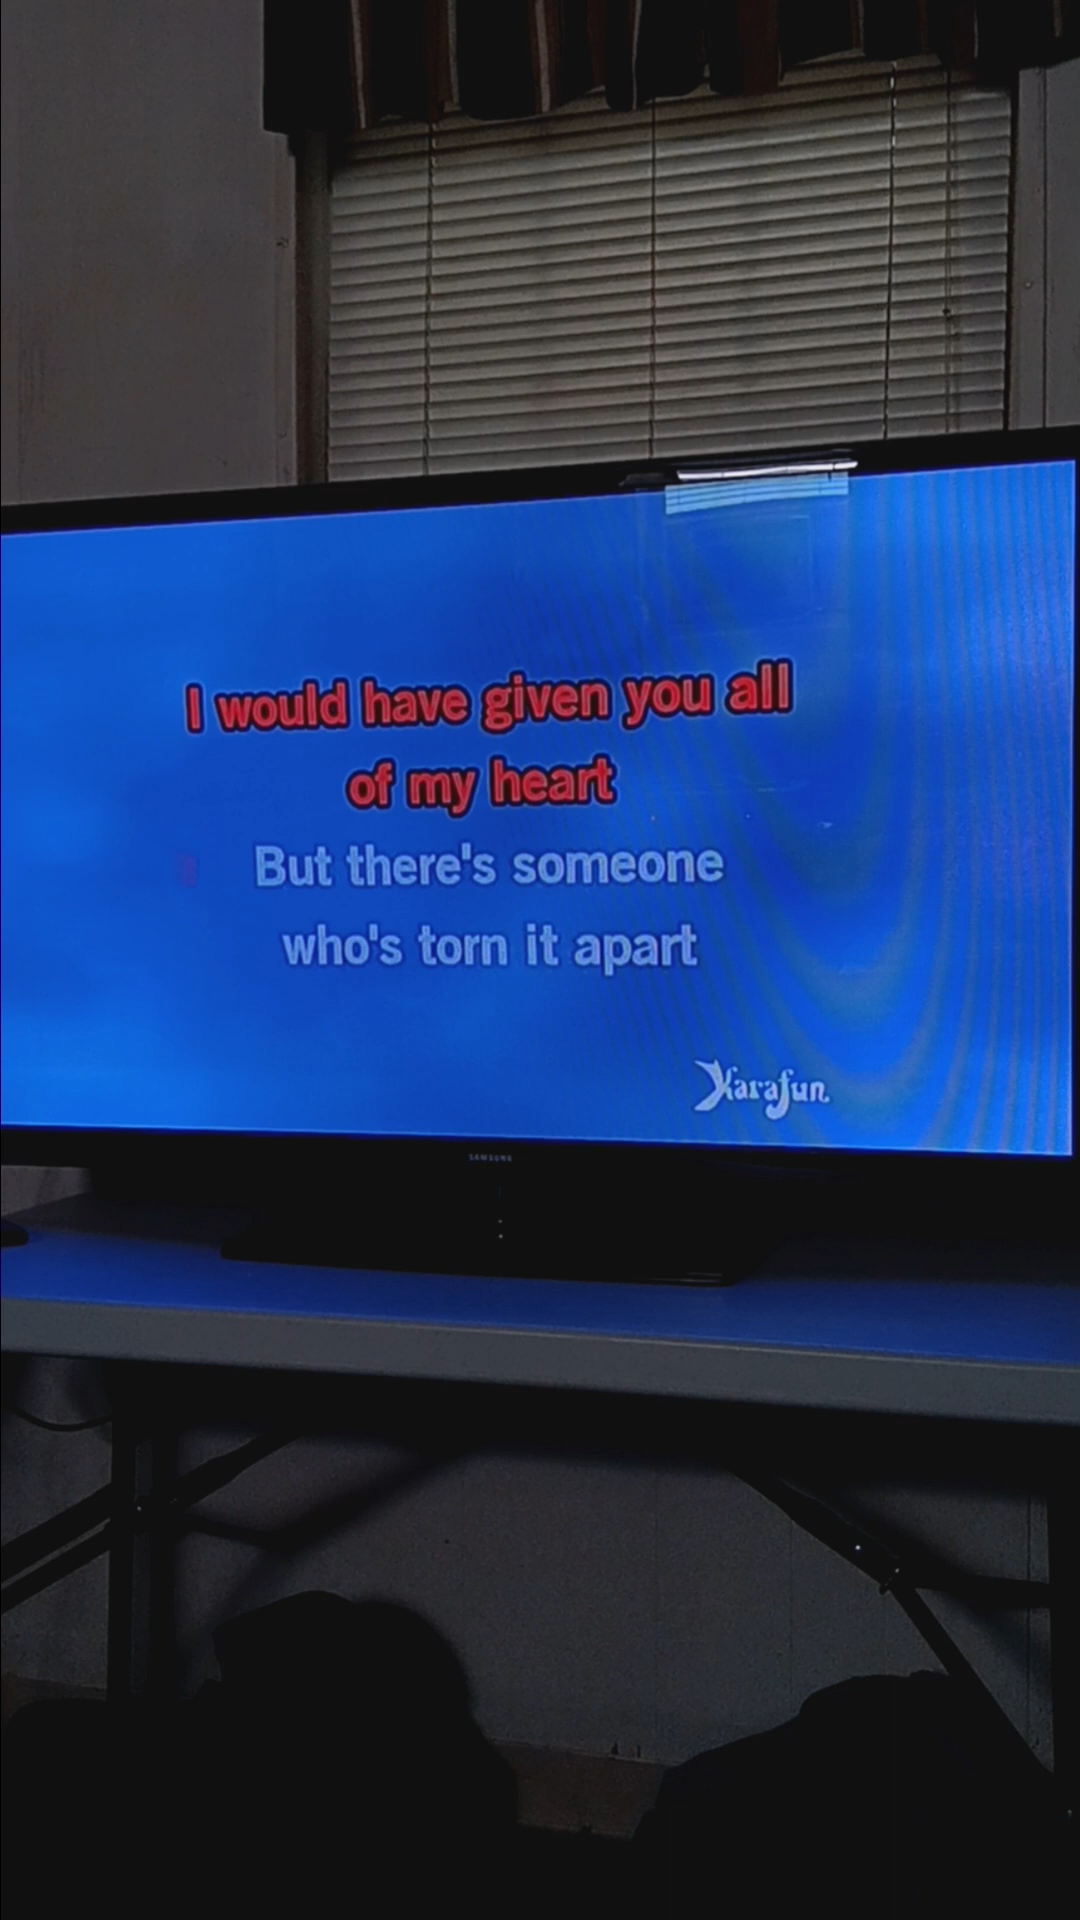 I would have given you all
of my heart
But there's someone
who's torn it apart
Karafun
SAMSUNG